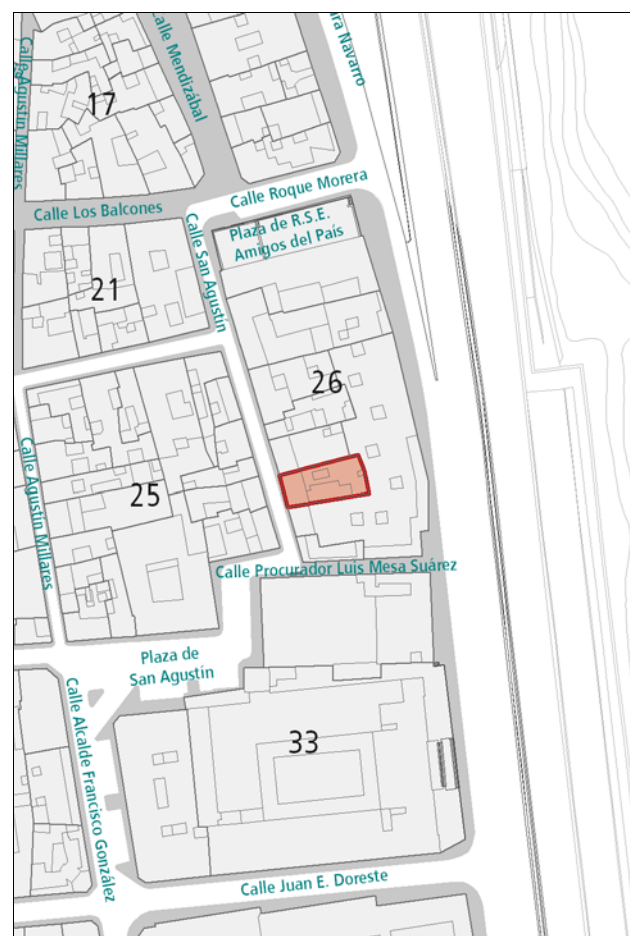 Calle Agustín Millares
Calle Mendizábal
ra Navarro
17
Calle Roque Morera
Calle Los Balcones
Plaza de R.S.E.
Amigos del País
Calle San Agustín
21
26
25
Calle Agustín Millares
Calle Procurador Luis Mesa Suárez
Plaza de
San Agustín
Calle Alcalde Francisco González
33
Calle Juan E. Doreste